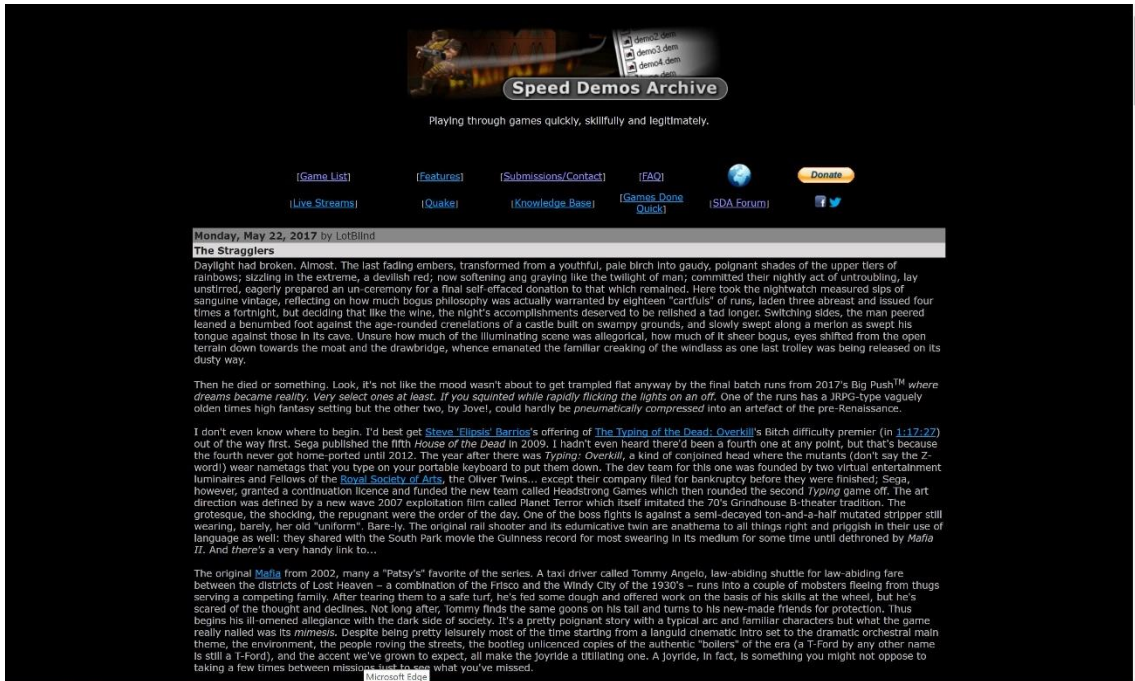 demo2.dem
demo3.dem
demo4.dem
Speed Demos Archive
Playing through games quickly, skillfully and legitimately.
[Game List] [Features] [Submissions/Contact] [FAQ] Donate
[Live Streams] [Quake] [Knowledge Base] [Games Done Quick] [SDA Forum]
Monday, May 22, 2017 by LotBlind
The Stragglers
Daylight had broken. Almost. The last fading embers, transformed from a youthful, pale birch into gaudy, poignant shades of the upper tiers of
rainbows; sizzling in the extreme, a devilish red; now softening and graying like the twilight of man; committed their nightly act of untroubling, lay
unstirred, eagerly prepared an un-ceremony for a final self-effaced donation to that which remained. Here took the nightwatch measured sips of
sanguine vintage, reflecting on how much bogus philosophy was actually warranted by eighteen "cartfuls" of runs, laden three abreast and issued four
times a fortnight, but deciding that like the wine, the night's accomplishments deserved to be relished a tad longer. Switching sides, the man peered
leaned a benumbed foot against the age-rounded crenelations of a castle built on swampy grounds, and slowly swept along a merlon as swept his
tongue against those in its cave. Unsure how much of the illuminating scene was allegorical, how much of it sheer bogus, eyes shifted from the open
terrain down towards the moat and the drawbridge, whence emanated the familiar creaking of the windlass as one last trolley was being released on its
dusty way.
Then he died or something. Look, it's not like the mood wasn't about to get trampled flat anyway by the final batch runs from 2017's Big Push™ where
dreams became reality. Very select ones at least. If you squinted while rapidly flicking the lights on an off. One of the runs has a JRPG-type vaguely
olden times high fantasy setting but the other two, by Jove!, could hardly be pneumatically compressed into an artefact of the pre-Renaissance.
I don't even know where to begin. I'd best get Steve 'Elipsis' Barrios's offering of The Typing of the Dead: Overkill's Bitch difficulty premier (in 1:17:27)
out of the way first. Sega published the fifth House of the Dead in 2009. I hadn't even heard there'd been a fourth one at any point, but that's because
the fourth never got home-ported until 2012. The year after there was Typing: Overkill, a kind of conjoined head where the mutants (don't say the Z-
word!) wear nametags that you type on your portable keyboard to put them down. The dev team for this one was founded by two virtual entertainment
luminaires and Fellows of the Royal Society of Arts, the Oliver Twins... except their company filed for bankruptcy before they were finished; Sega,
however, granted a continuation licence and funded the new team called Headstrong Games which then rounded the second Typing game off. The art
direction was defined by a new wave 2007 exploitation film called Planet Terror which itself imitated the 70's Grindhouse B-theater tradition. The
grotesque, the shocking, the repugnant were the order of the day. One of the boss fights is against a semi-decayed ton-and-a-half mutated stripper still
wearing, barely, her old "uniform". Bare-ly. The original rail shooter and its edumicative twin are anathema to all things right and priggish in their use of
language as well: they shared with the South Park movie the Guinness record for most swearing in its medium for some time until dethroned by Mafia
II. And there's a very handy link to...
The original Mafia from 2002, many a "Patsy's" favorite of the series. A taxi driver called Tommy Angelo, law-abiding shuttle for law-abiding fare
between the districts of Lost Heaven – a combination of the Frisco and the Windy City of the 1930's – runs into a couple of mobsters fleeing from thugs
serving a competing family. After tearing them to a safe turf, he's fed some dough and offered work on the basis of his skills at the wheel, but he's
scared of the thought and declines. Not long after, Tommy finds the same goons on his tail and turns to his new-made friends for protection. Thus
begins his ill-omened allegiance with the dark side of society. It's a pretty poignant story with a typical arc and familiar characters but what the game
really nailed was its mimesis. Despite being pretty leisurely most of the time starting from a languid cinematic intro set to the dramatic orchestral main
theme, the environment, the people roving the streets, the bootleg unlicenced copies of the authentic "boilers" of the era (a T-Ford by any other name
is still a T-Ford), and the accent we've grown to expect, all make the joyride a titillating one. A joyride, in fact, is something you might not oppose to
taking a few times between missions just to see what you've missed.
Microsoft Edge